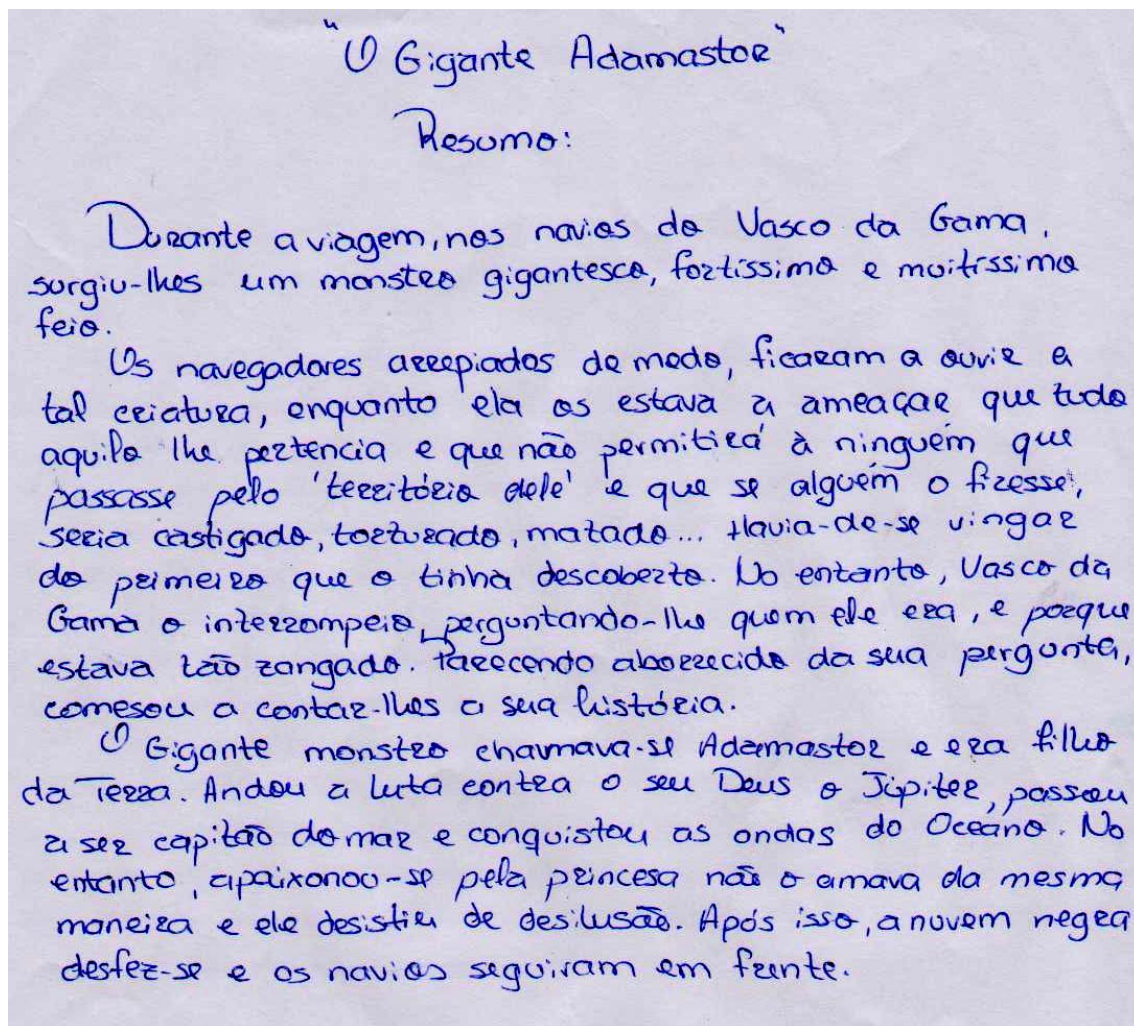 "O Gigante Adamastor"
Resumo:
Durante a viagem, nos navios do Vasco da Gama,
surgiu-lhes um monstro gigantesco, fortíssimo e muitíssimo
feio.
Os navegadores arrepiados de medo, ficaram a ouvir a
tal criatura, enquanto ela os estava a ameaçar que tudo
aquilo lhe pertencia e que não permitirá à ninguém que
passasse pelo 'território dele' e que se alguém o fizesse,
seria castigado, torturado, matado... Havia-de-se vingar
do primeiro que o tinha descoberto. No entanto, Vasco da
Gama o interrompeio, perguntando-lhe quem ele era, e porque
estava tão zangado. Parecendo aborrecido da sua pergunta,
comesou a contar-lhes a sua história.
O Gigante monstro chavmava-se Adamastor e era filho
da Terra. Andou a luta contra o seu Deus o Júpiter, passou
a ser capitão do mar e conquistou as ondas do Oceano. No
entanto, apaixonou-se pela princesa não o amava da mesma
maneira e ele desistiu de desilusão. Após isso, a nuvem negra
desfez-se e os navios seguiram em frente.